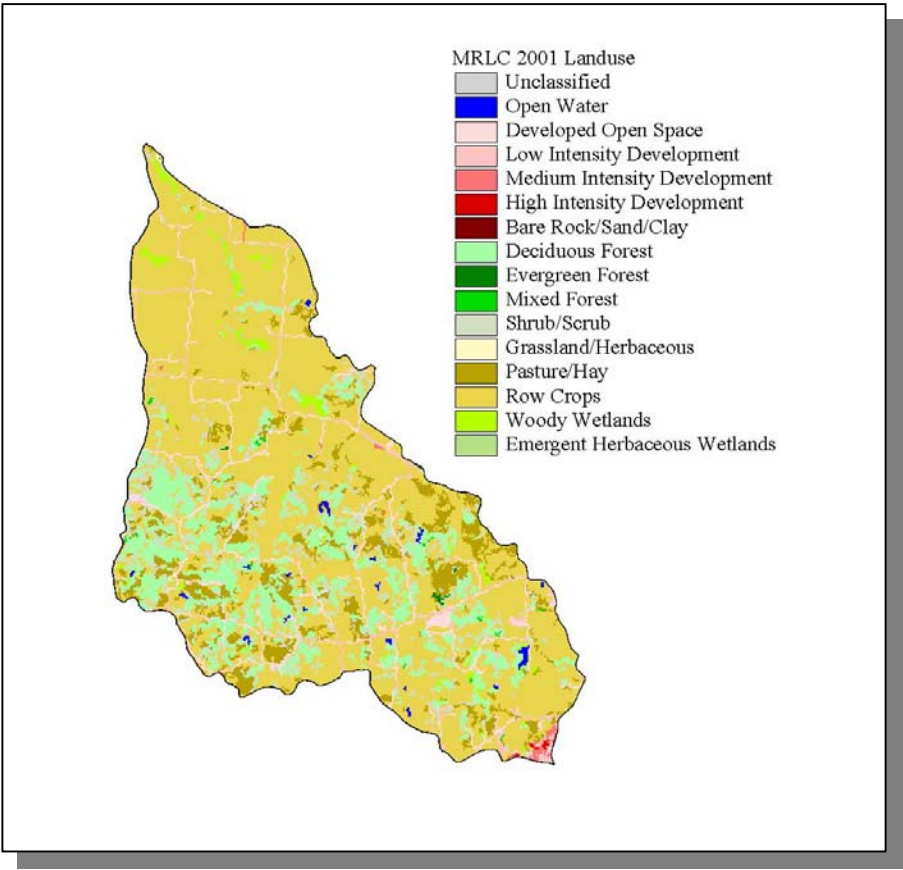 MRLC 2001 Landuse
Unclassified
Open Water
Developed Open Space
Low Intensity Development
Medium Intensity Development
High Intensity Development
Bare Rock/Sand/Clay
Deciduous Forest
Evergreen Forest
Mixed Forest
Shrub/Scrub
Grassland/Herbaceous
Pasture/Hay
Row Crops
Woody Wetlands
Emergent Herbaceous Wetlands